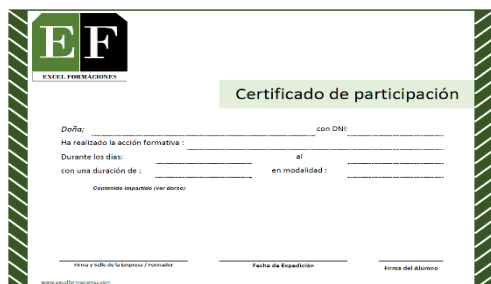 EF
EXCEL FORMACIONES
Certificado de participación
Doña; con DNI:
Ha realizado la acción formativa :
Durante los días: al
con una duración de : en modalidad :
Contenido impartido (ver dorso)
Firma y Sello de la Empresa / Formador Fecha de Expedición Firma del Alumno
www.excelformaciones.com